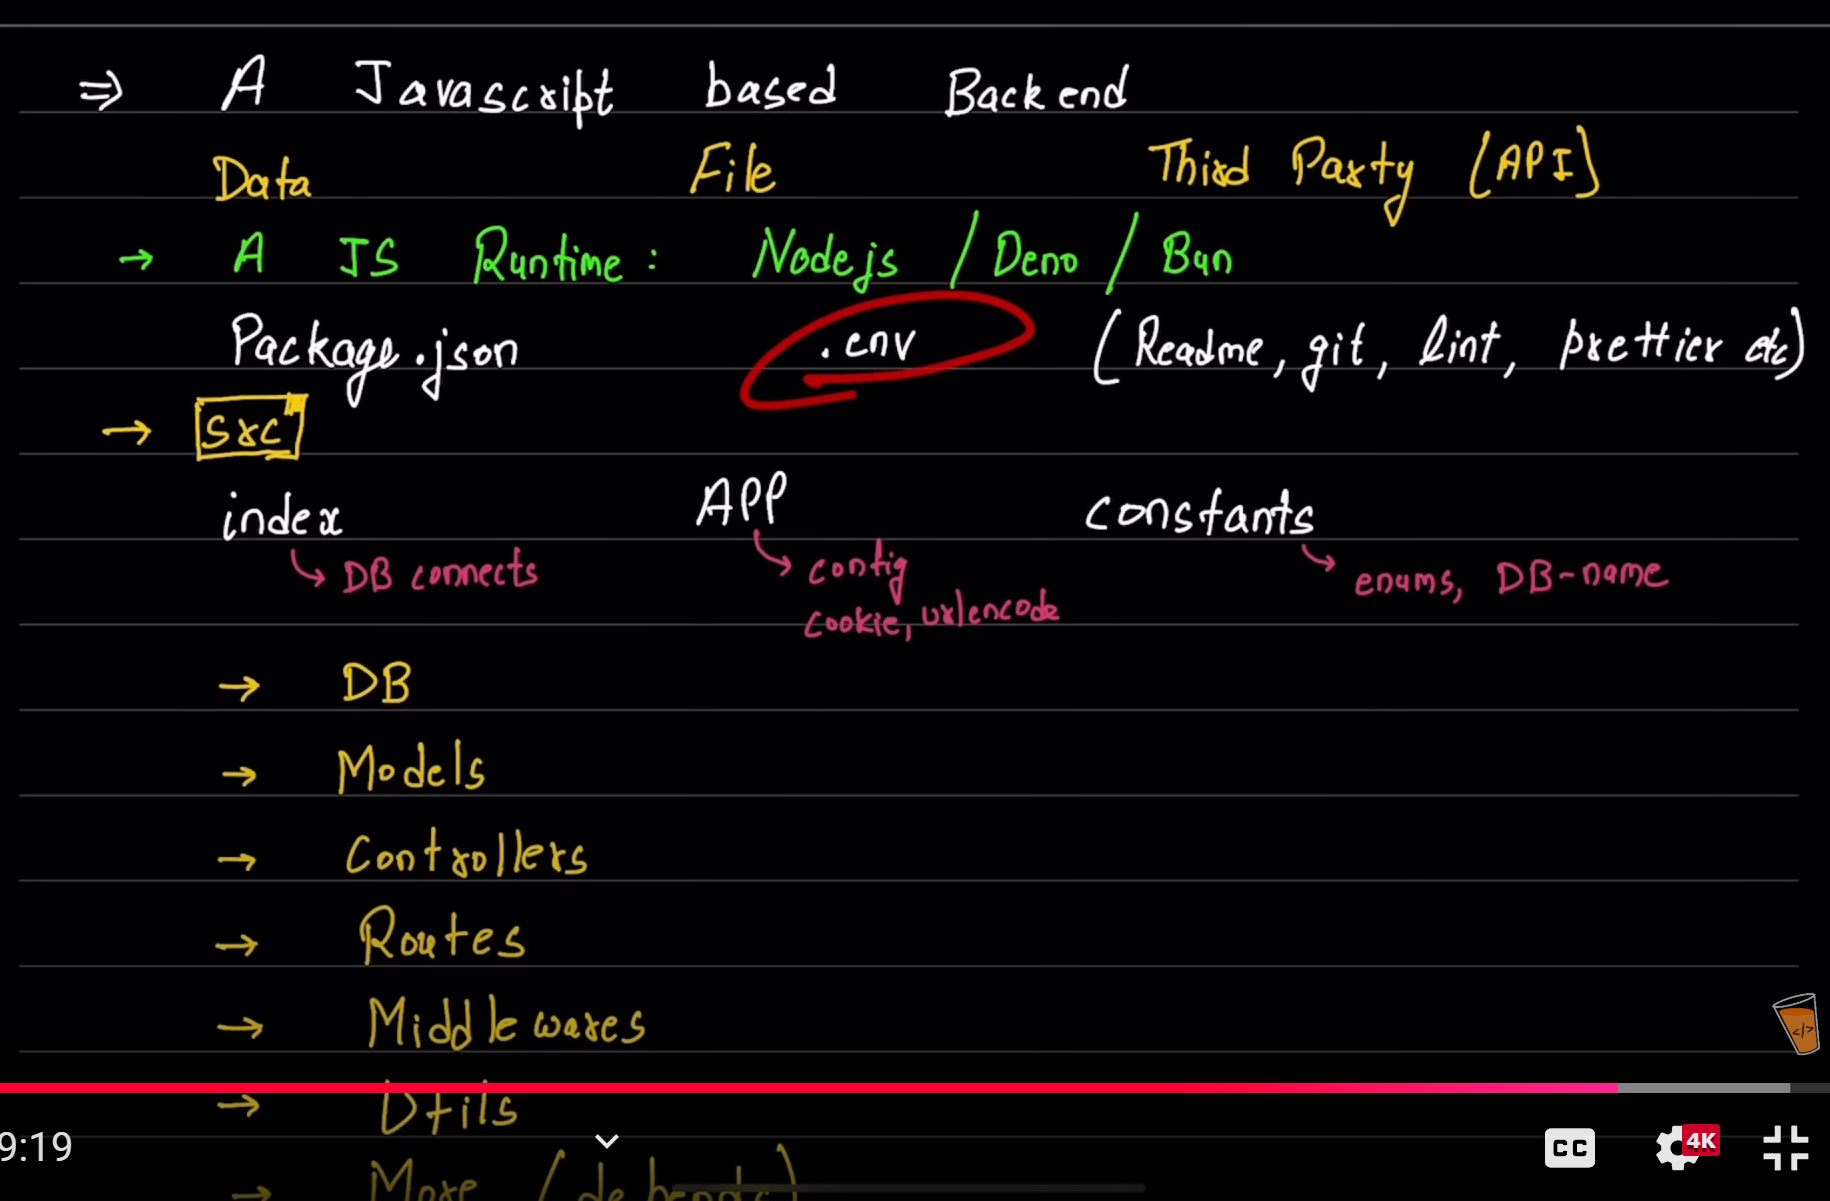 ⇒ A Javascript based Backend
Data File Third Party (API)
→ A JS Runtime: Nodejs / Deno / Bun
Package.json .env (Readme, git, lint, prettier etc)
→ src
index APP constants
DB connects config enums, DB-name
cookie, urlencode
→ DB
→ Models
→ Controllers
→ Routes
→ Middlewares
→ Utils
→ More (depends)
</>
9:19 CC 4K